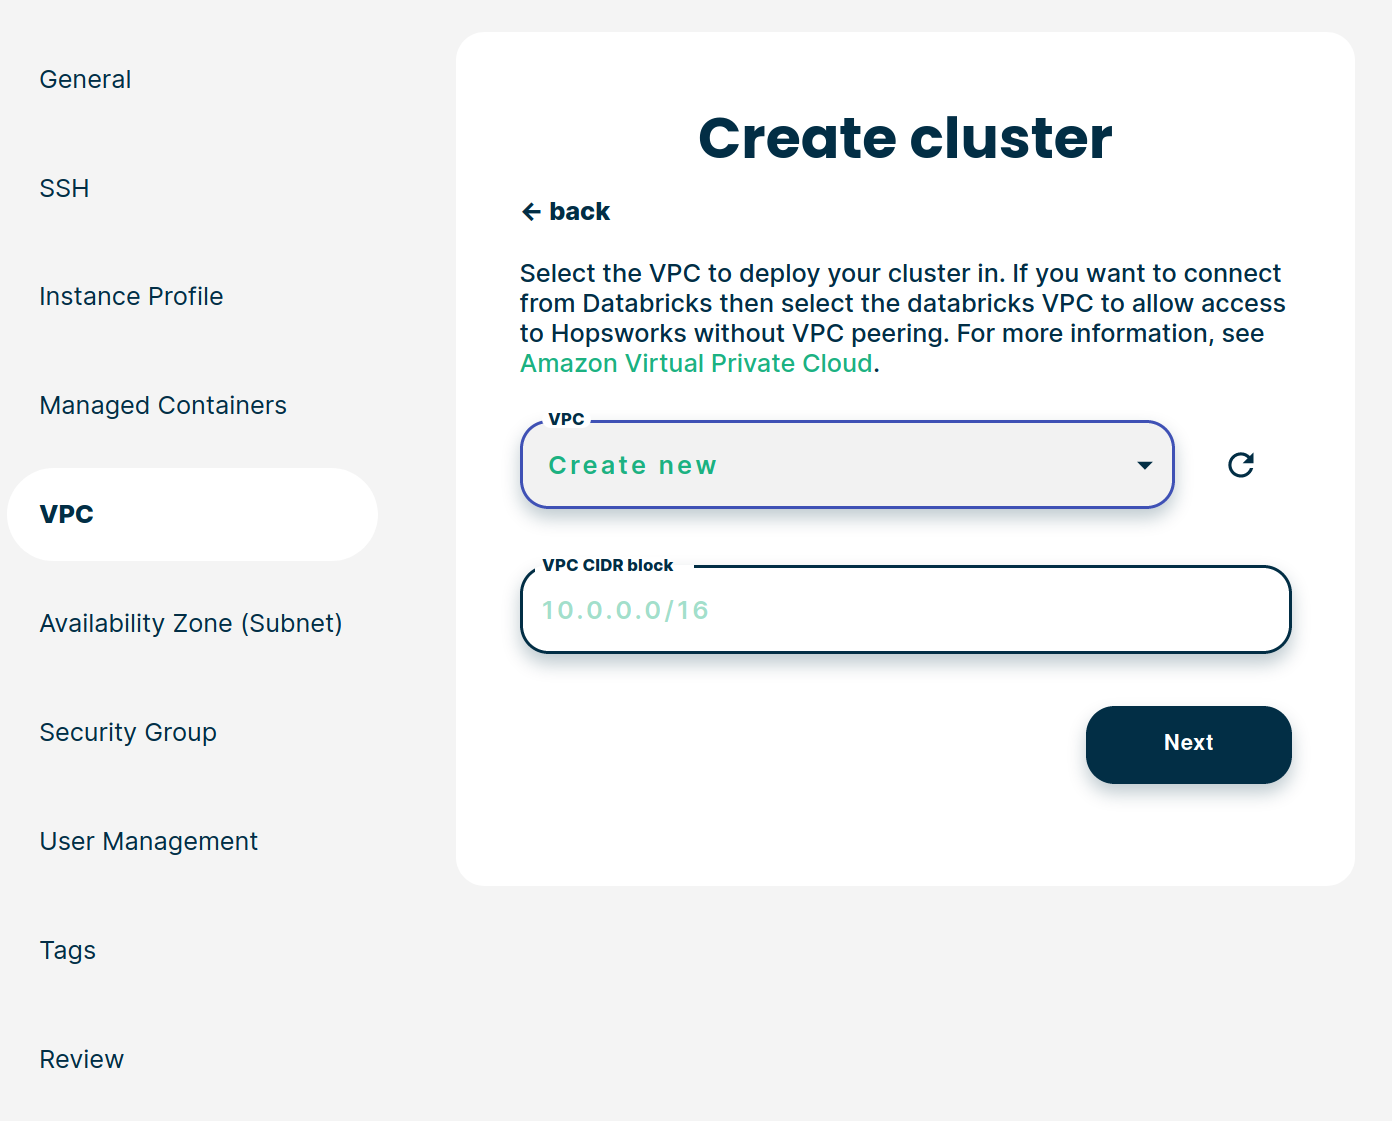 General
SSH
Instance Profile
Managed Containers
VPC
Availability Zone (Subnet)
Security Group
User Management
Tags
Review
Create cluster
← back
Select the VPC to deploy your cluster in. If you want to connect
from Databricks then select the databricks VPC to allow access
to Hopsworks without VPC peering. For more information, see
Amazon Virtual Private Cloud.
VPC
Create new
VPC CIDR block
10.0.0.0/16
Next